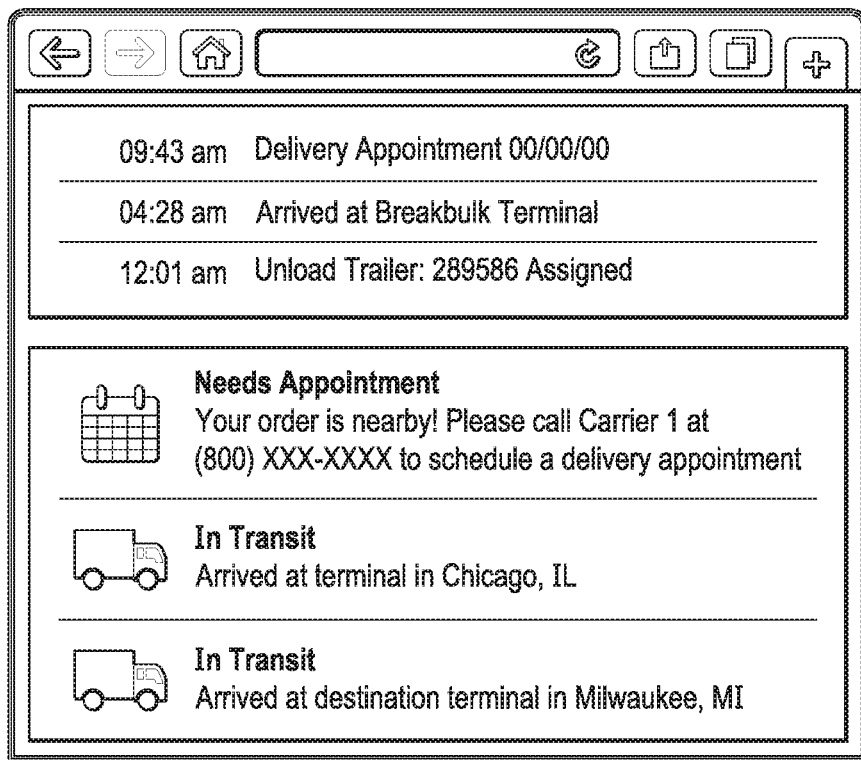 09:43 am Delivery Appointment 00/00/00
04:28 am Arrived at Breakbulk Terminal
12:01 am Unload Trailer: 289586 Assigned
Needs Appointment
Your order is nearby! Please call Carrier 1 at
(800) XXX-XXXX to schedule a delivery appointment
In Transit
Arrived at terminal in Chicago, IL
In Transit
Arrived at destination terminal in Milwaukee, MI